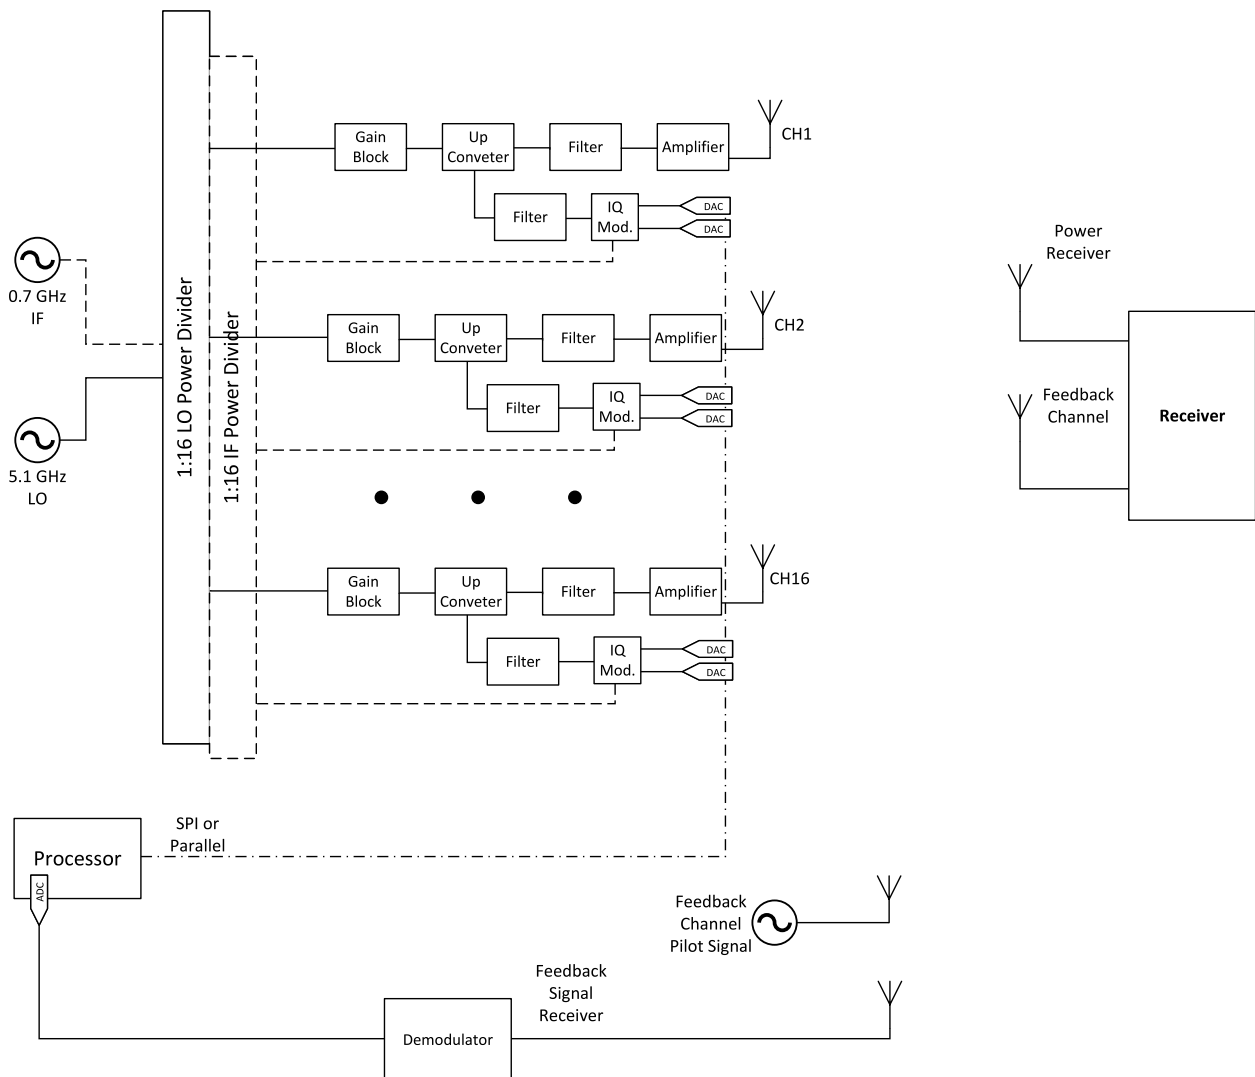 CH1
Gain
Block
Up
Conveter
Filter
Amplifier
Filter
IQ
Mod.
DAC
DAC
0.7 GHz
IF
5.1 GHz
LO
1:16 LO Power Divider
1:16 IF Power Divider
CH2
Gain
Block
Up
Conveter
Filter
Amplifier
Filter
IQ
Mod.
DAC
DAC
CH16
Gain
Block
Up
Conveter
Filter
Amplifier
Filter
IQ
Mod.
DAC
DAC
Power
Receiver
Feedback
Channel
Receiver
SPI or
Parallel
Processor
ADC
Feedback
Channel
Pilot Signal
Feedback
Signal
Receiver
Demodulator